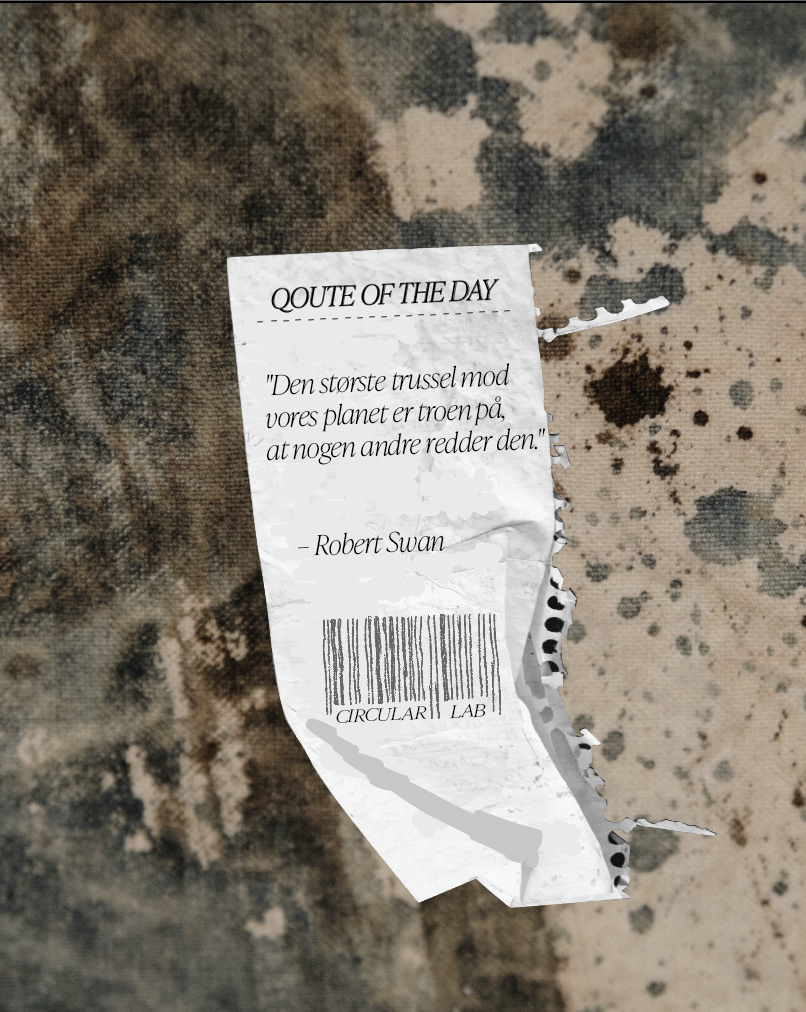 QOUTE OF THE DAY
"Den største trussel mod
vores planet er troen på,
at nogen andre redder den."
– Robert Swan
CIRCULAR LAB